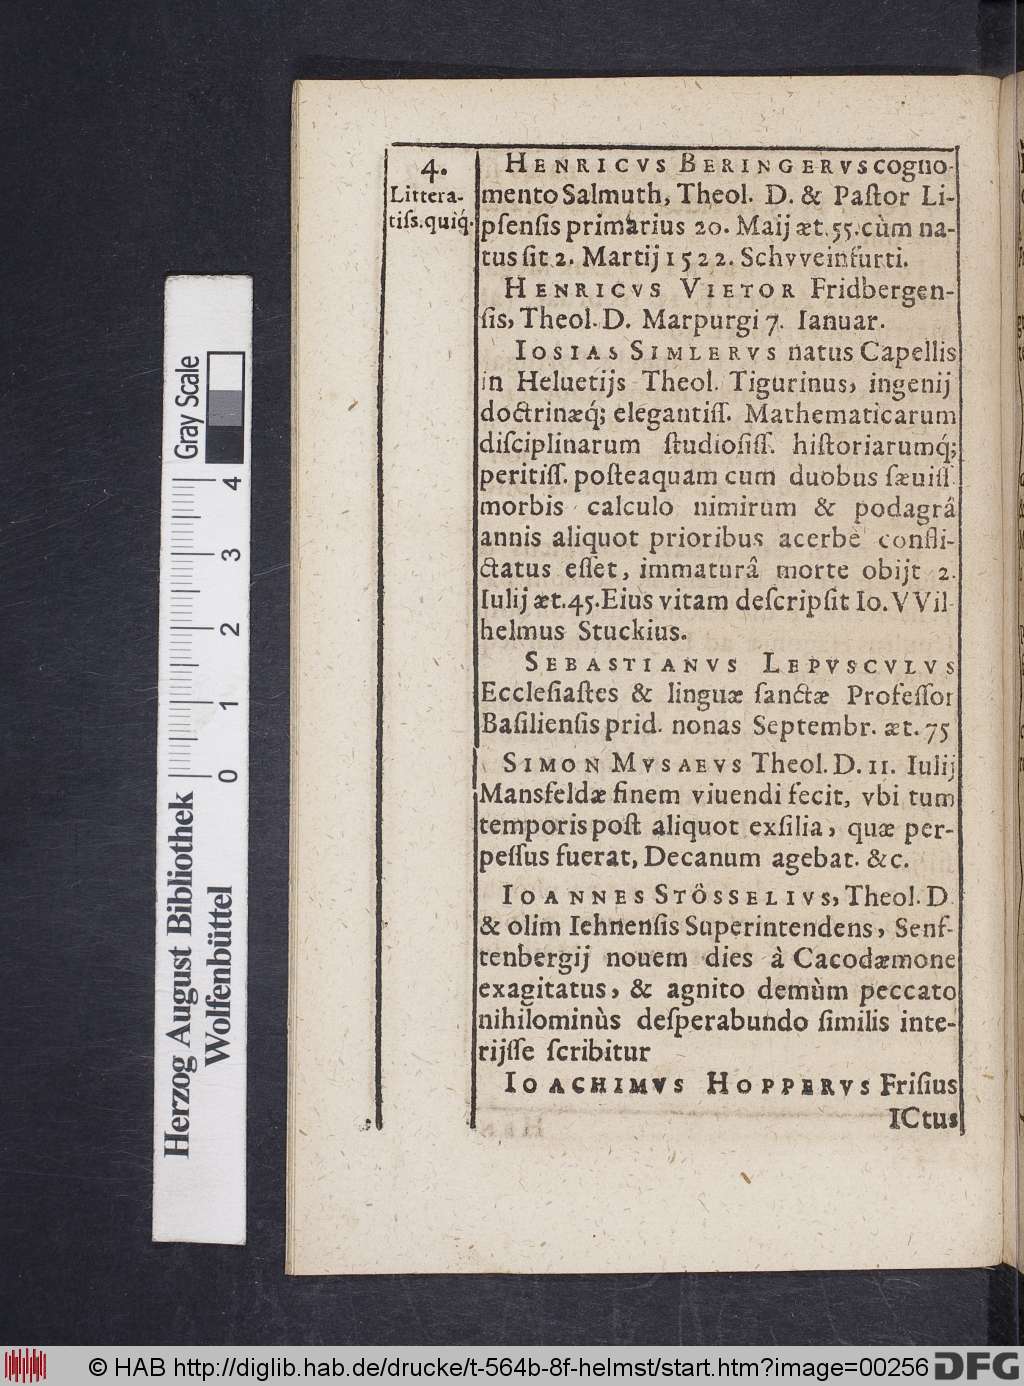 4.
Littera-
tiſs.quiq́.
HENRICVS BERINGERVS cogno-
mento Salmuth, Theol. D. & Paſtor Li-
pſenſis primarius 20. Maij æt.55.cùm na-
tus ſit 2. Martij 1522. Schvveinfurti.
HENRICVS VIETOR Fridbergen-
ſis, Theol.D. Marpurgi 7. Ianuar.
IOSIAS SIMLERVS natus Capellis
in Heluetijs Theol. Tigurinus, ingenij
doctrinæq́; elegantiſſ. Mathematicarum
diſciplinarum ſtudioſiſſ. hiſtoriarumq́;
peritiſſ. poſteaquam cum duobus ſæuiſſ.
morbis calculo nimirum & podagrâ
annis aliquot prioribus acerbè confli-
ctatus eſſet, immaturâ morte obijt 2.
Iulij æt.45.Eius vitam deſcripſit Io. VVil-
helmus Stuckius.
SEBASTIANVS LEPVSCVLVS
Eccleſiaſtes & linguæ ſanctæ Profeſſor
Baſilienſis prid. nonas Septembr. æt. 75
SIMON MVSAEVS Theol. D. 11. Iulij
Mansfeldæ finem viuendi fecit, vbi tum
temporis poſt aliquot exſilia, quæ per-
peſſus fuerat, Decanum agebat. &c.
IOANNES STÖSSELIVS, Theol. D.
& olim Iehnenſis Superintendens, Senf-
tenbergij nouem dies à Cacodæmone
exagitatus, & agnito demùm peccato
nihilominùs deſperabundo ſimilis inte-
rijſſe ſcribitur
IOACHIMVS HOPPERVS Friſius
ICtus
Gray Scale
0 1 2 3 4
Herzog August Bibliothek
Wolfenbüttel
© HAB http://diglib.hab.de/drucke/t-564b-8f-helmst/start.htm?image=00256
DFG